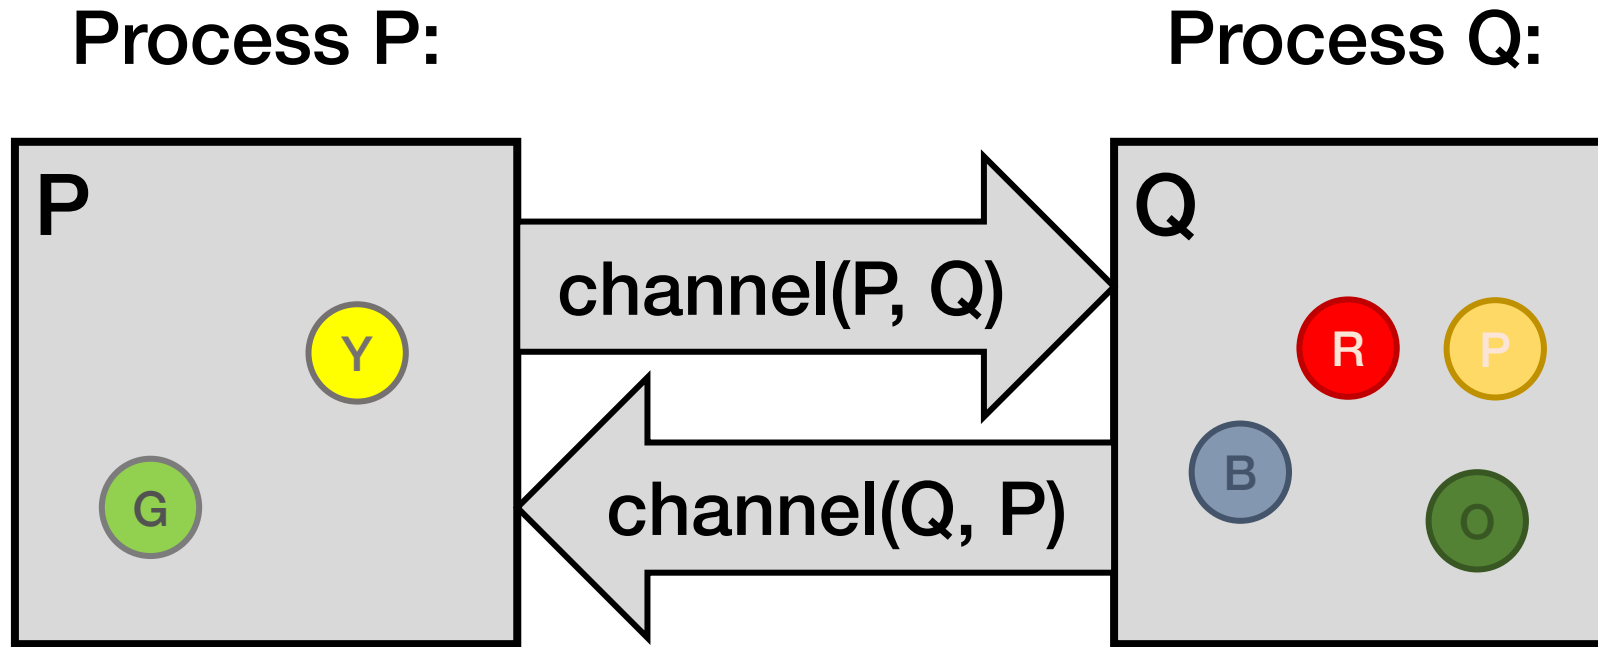 Process P:
Process Q:
P
Q
channel(P, Q)
Y
R
P
B
G
channel(Q, P)
O